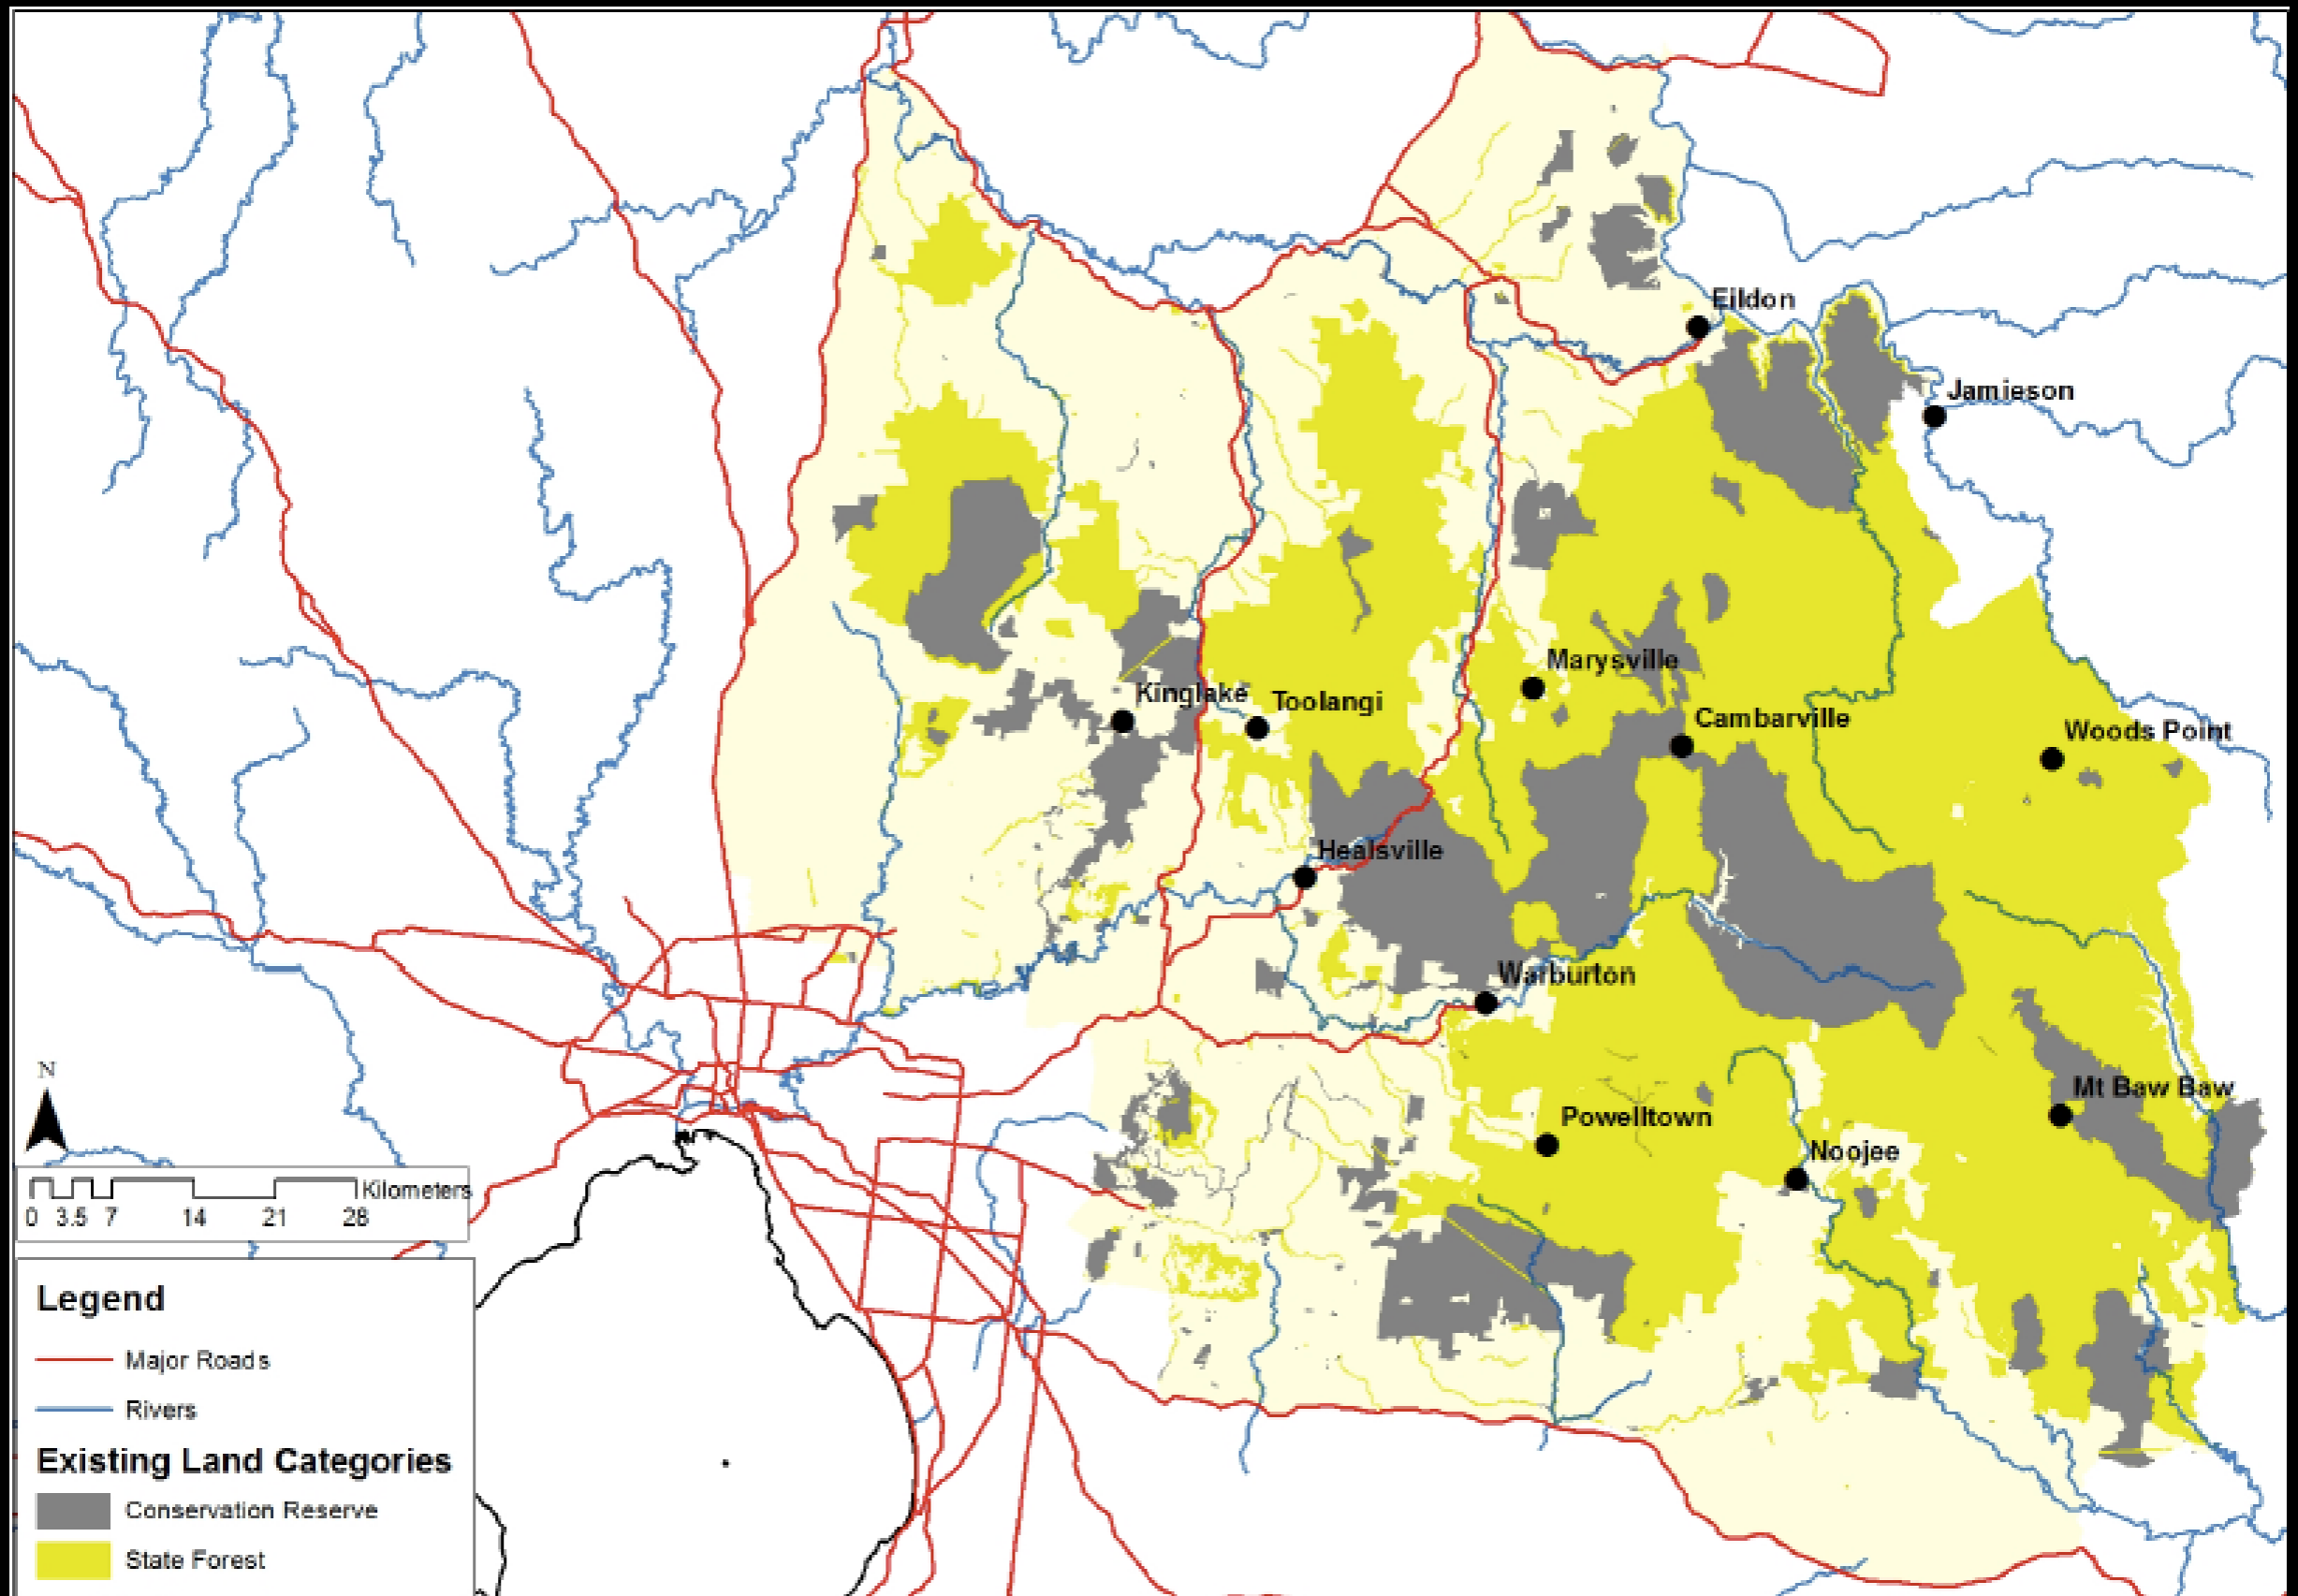 Eildon
Jamieson
Marysville
Kinglake
Toolangi
Cambarville
Woods Point
Healsville
Warburton
Mt Baw Baw
Powelltown
Noojee
N
Kilometers
0 3.5 7 14 21 28
Legend
Major Roads
Rivers
Existing Land Categories
Conservation Reserve
State Forest